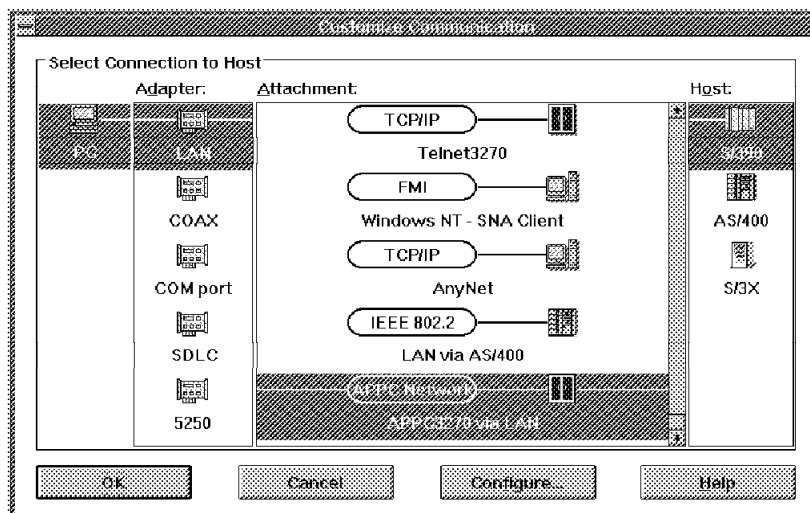 Customize Communication
Select Connection to Host
Adapter:
Attachment:
Host:
PC
LAN
COAX
COM port
SDLC
5250
TCP/IP
Telnet3270
FMI
Windows NT - SNA Client
TCP/IP
AnyNet
IEEE 802.2
LAN via AS/400
APPC Network
APPC3270 via LAN
S/390
AS/400
S/3X
OK
Cancel
Configure...
Help